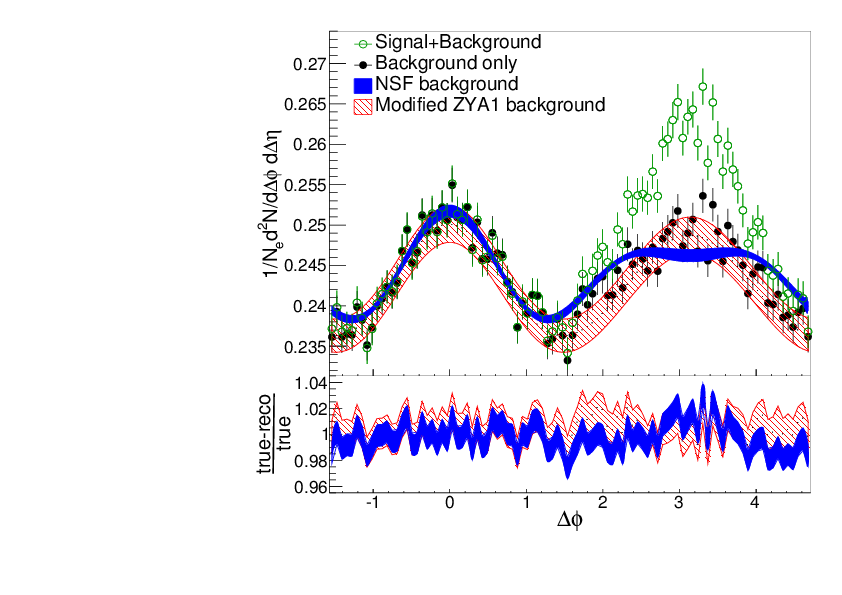 Signal+Background
Background only
NSF background
Modified ZYA1 background
1/Nₑd²N/dΔϕ dΔη
0.27
0.265
0.26
0.255
0.25
0.245
0.24
0.235
true-reco
true
1.04
1.02
1
0.98
0.96
-1 0 1 2 3 4
Δϕ